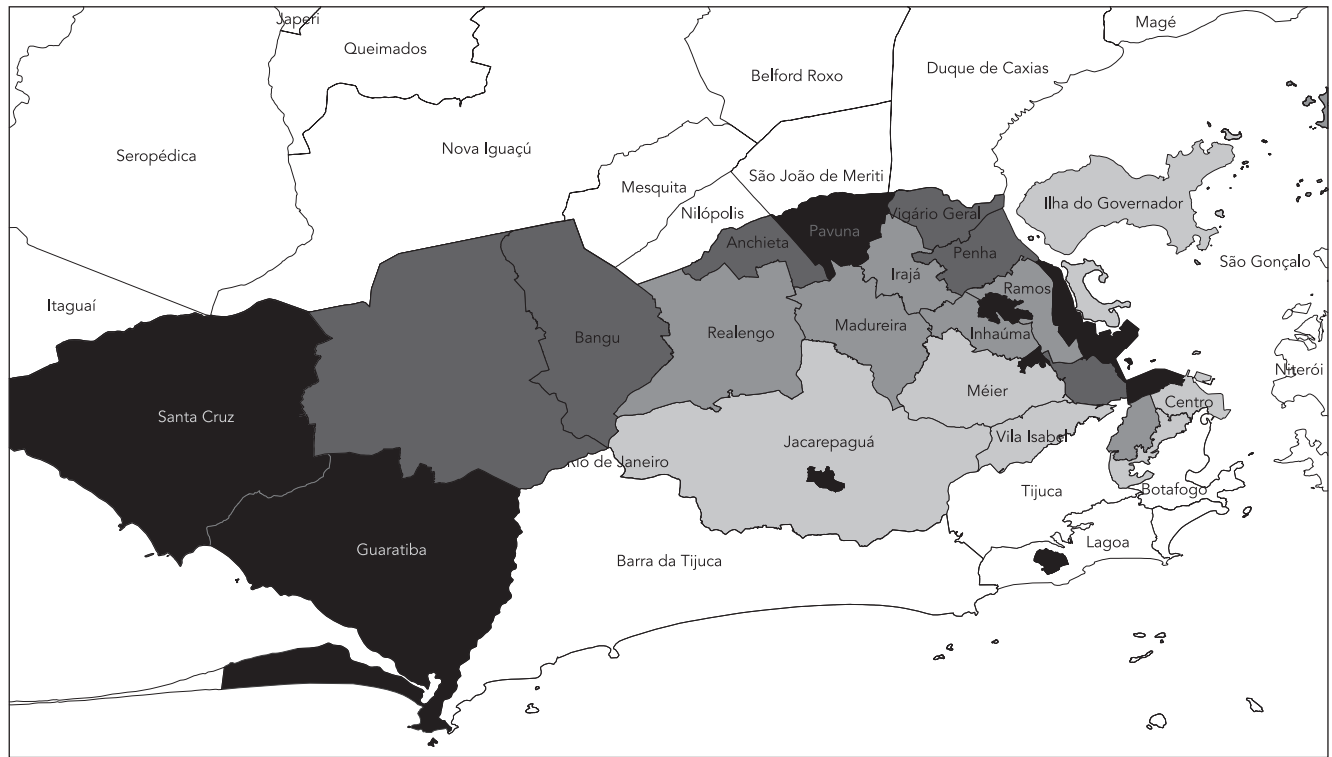 Japeri
Magé
Queimados
Belford Roxo
Duque de Caxias
Seropédica
Nova Iguaçú
São João de Meriti
Mesquita
Ilha do Governador
Nilópolis
Vigário Geral
Anchieta
Pavuna
Penha
São Gonçalo
Irajá
Ramos
Itaguaí
Realengo
Madureira
Inhaúma
Bangu
Niterói
Méier
Centro
Santa Cruz
Vila Isabel
Jacarepaguá
Rio de Janeiro
Tijuca
Botafogo
Lagoa
Guaratiba
Barra da Tijuca